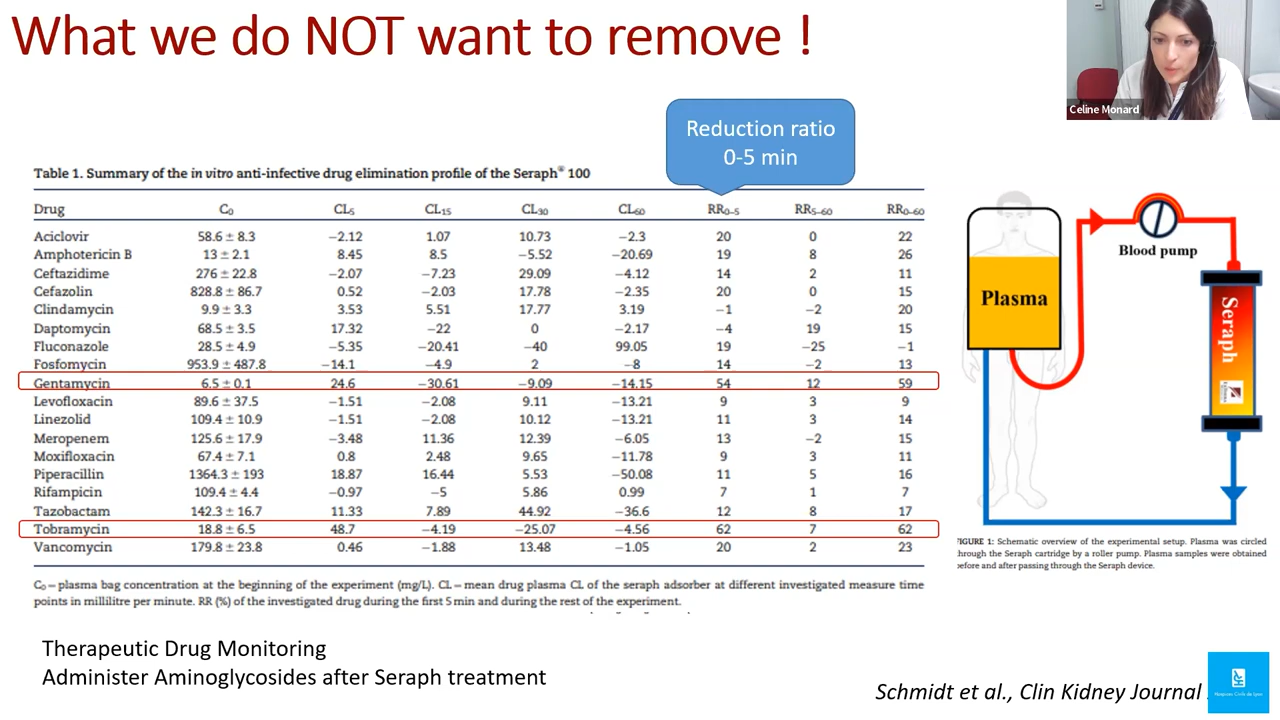 What we do NOT want to remove !
Celine Monard
Reduction ratio
0-5 min
Table 1. Summary of the in vitro anti-infective drug elimination profile of the Seraph® 100
Drug C₀ CL₅ CL₁₅ CL₃₀ CL₆₀ RR₀₋₅ RR₅₋₆₀ RR₀₋₆₀
Aciclovir 58.6 ± 8.3 −2.12 1.07 10.73 −2.3 20 0 22
Amphotericin B 13 ± 2.1 8.45 8.5 −5.52 −20.69 19 8 26
Ceftazidime 276 ± 22.8 −2.07 −7.23 29.09 −4.12 14 2 11
Cefazolin 828.8 ± 86.7 0.52 −2.03 17.78 −2.35 20 0 15
Clindamycin 9.9 ± 3.3 3.53 5.51 17.77 3.19 −1 −2 20
Daptomycin 68.5 ± 3.5 17.32 −22 0 −2.17 −4 19 15
Fluconazole 28.5 ± 4.9 −5.35 −20.41 −40 99.05 19 −25 −1
Fosfomycin 953.9 ± 487.8 −14.1 −4.9 2 −8 14 −2 13
Gentamycin 6.5 ± 0.1 24.6 −30.61 −9.09 −14.15 54 12 59
Levofloxacin 89.6 ± 37.5 −1.51 −2.08 9.11 −13.21 9 3 9
Linezolid 109.4 ± 10.9 −1.51 −2.08 10.12 −13.21 11 3 14
Meropenem 125.6 ± 17.9 −3.48 11.36 12.39 −6.05 13 −2 15
Moxifloxacin 67.4 ± 7.1 0.8 2.48 9.65 −11.78 9 3 11
Piperacillin 1364.3 ± 193 18.87 16.44 5.53 −50.08 11 5 16
Rifampicin 109.4 ± 4.4 −0.97 −5 5.86 0.99 7 1 7
Tazobactam 142.3 ± 16.7 11.33 7.89 44.92 −36.6 12 8 17
Tobramycin 18.8 ± 6.5 48.7 −4.19 −25.07 −4.56 62 7 62
Vancomycin 179.8 ± 23.8 0.46 −1.88 13.48 −1.05 20 2 23
C₀ – plasma bag concentration at the beginning of the experiment (mg/L). CL – mean drug plasma CL of the seraph adsorber at different investigated measure time
points in millilitre per minute. RR (%) of the investigated drug during the first 5 min and during the rest of the experiment.
Blood pump
Plasma
Seraph
FIGURE 1: Schematic overview of the experimental setup. Plasma was circled
through the Seraph cartridge by a roller pump. Plasma samples were obtained
before and after passing through the Seraph device.
Therapeutic Drug Monitoring
Administer Aminoglycosides after Seraph treatment
Schmidt et al., Clin Kidney Journal